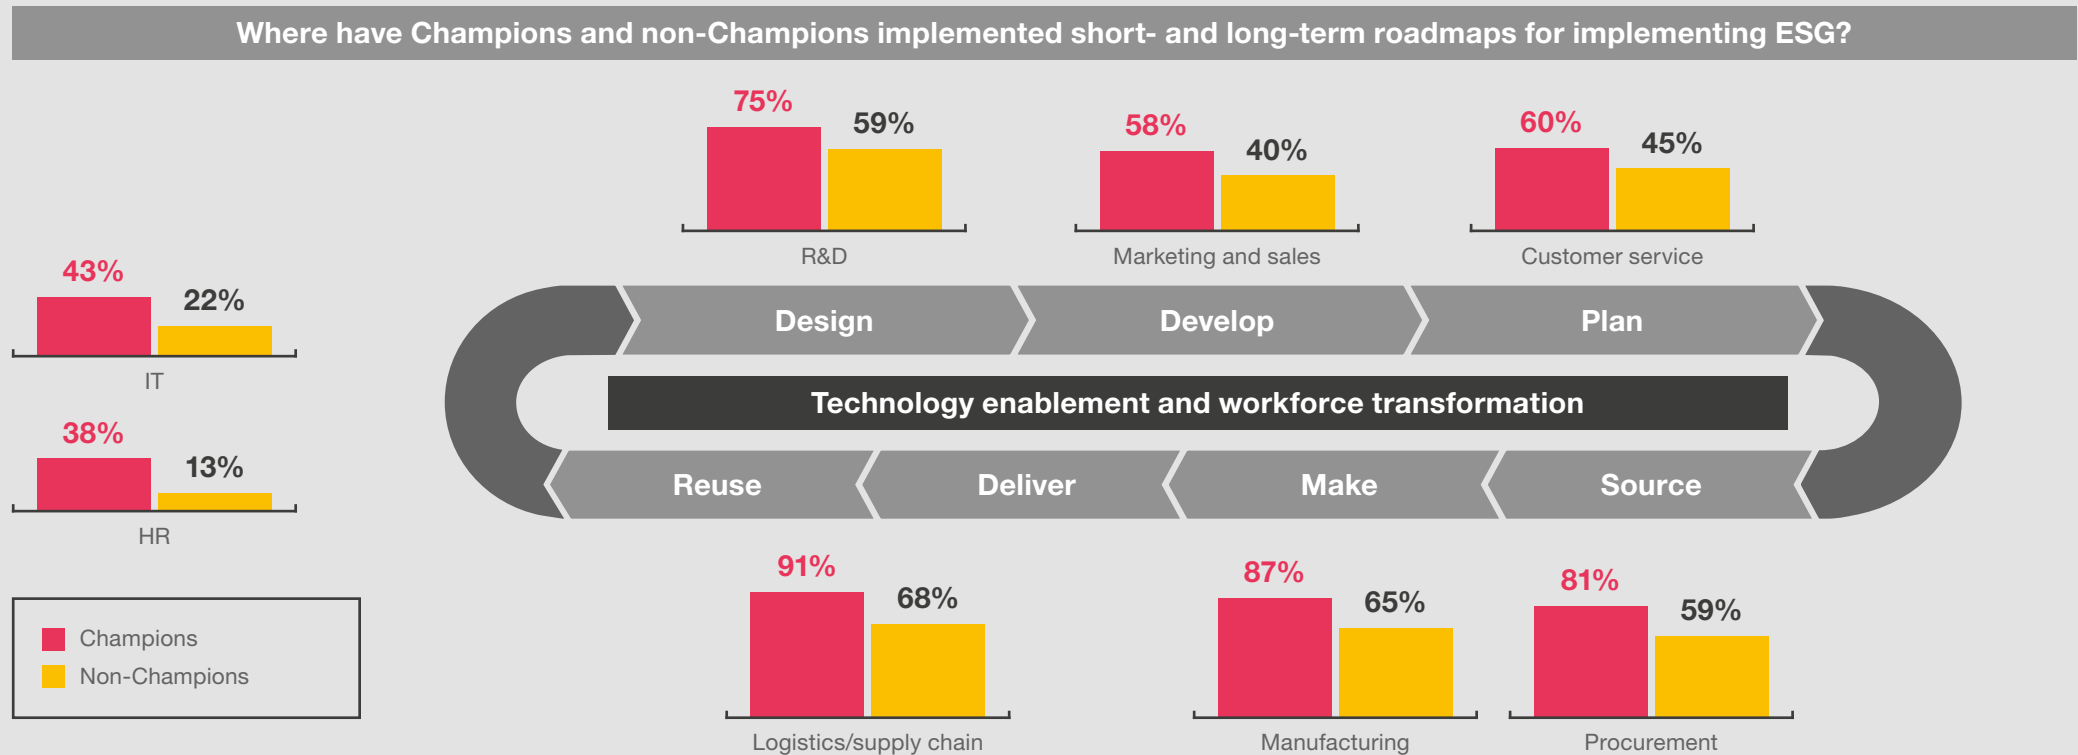 Where have Champions and non-Champions implemented short- and long-term roadmaps for implementing ESG?
75%
59%
R&D
58%
40%
Marketing and sales
60%
45%
Customer service
43%
22%
IT
38%
13%
HR
Design
Develop
Plan
Technology enablement and workforce transformation
Reuse
Deliver
Make
Source
91%
68%
Logistics/supply chain
87%
65%
Manufacturing
81%
59%
Procurement
Champions
Non-Champions